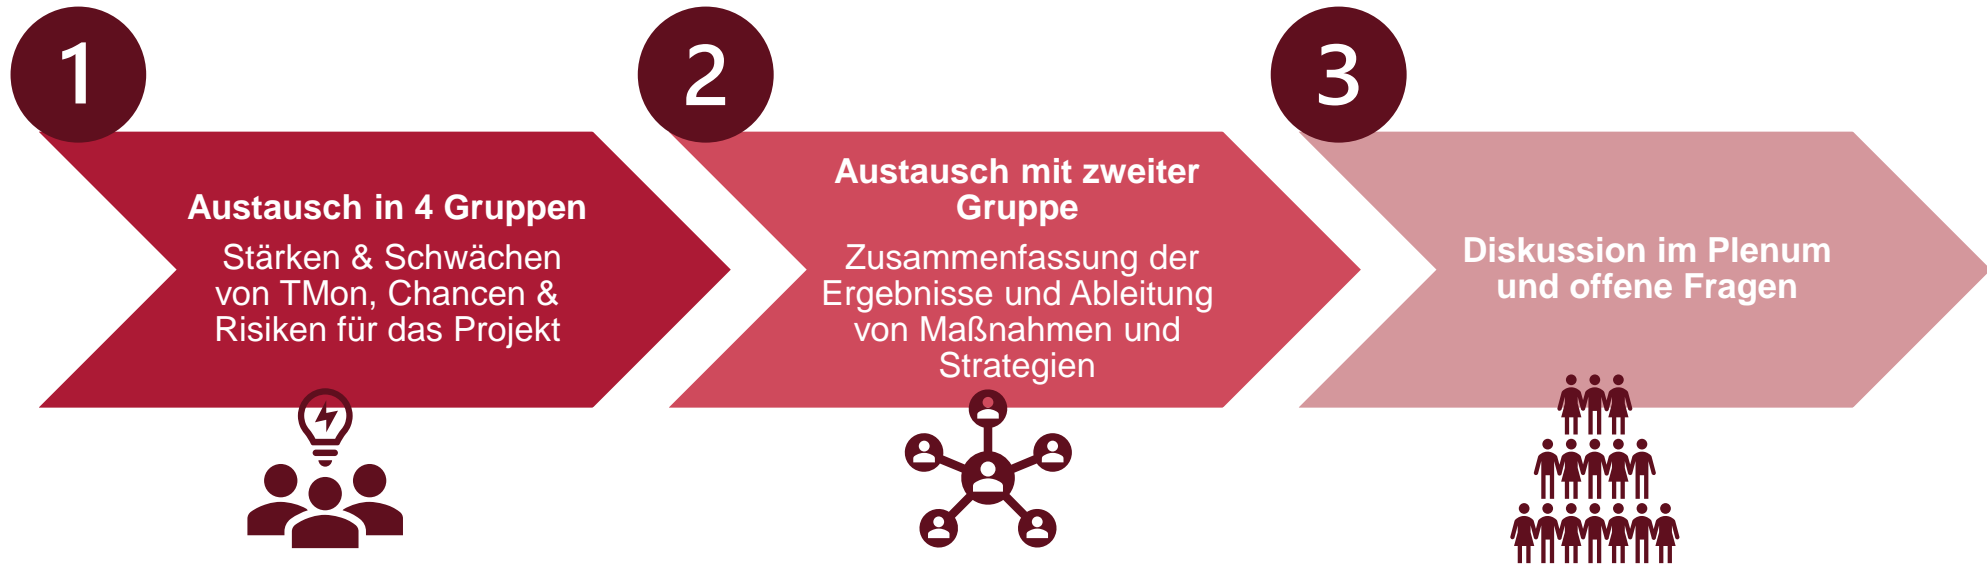 1
Austausch in 4 Gruppen
Stärken & Schwächen
von TMon, Chancen &
Risiken für das Projekt
2
Austausch mit zweiter
Gruppe
Zusammenfassung der
Ergebnisse und Ableitung
von Maßnahmen und
Strategien
3
Diskussion im Plenum
und offene Fragen